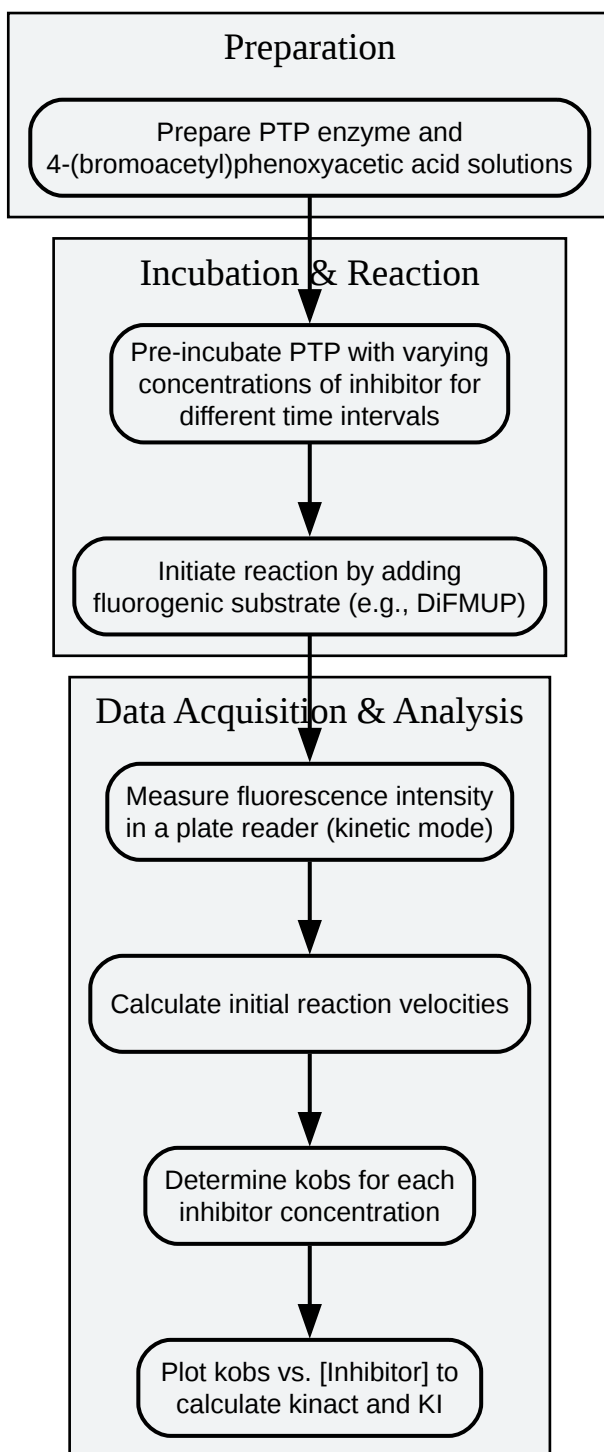 Preparation
Prepare PTP enzyme and
4-(bromoacetyl)phenoxyacetic acid solutions
Incubation & Reaction
Pre-incubate PTP with varying
concentrations of inhibitor for
different time intervals
Initiate reaction by adding
fluorogenic substrate (e.g., DiFMUP)
Data Acquisition & Analysis
Measure fluorescence intensity
in a plate reader (kinetic mode)
Calculate initial reaction velocities
Determine kobs for each
inhibitor concentration
Plot kobs vs. [Inhibitor] to
calculate kinact and KI